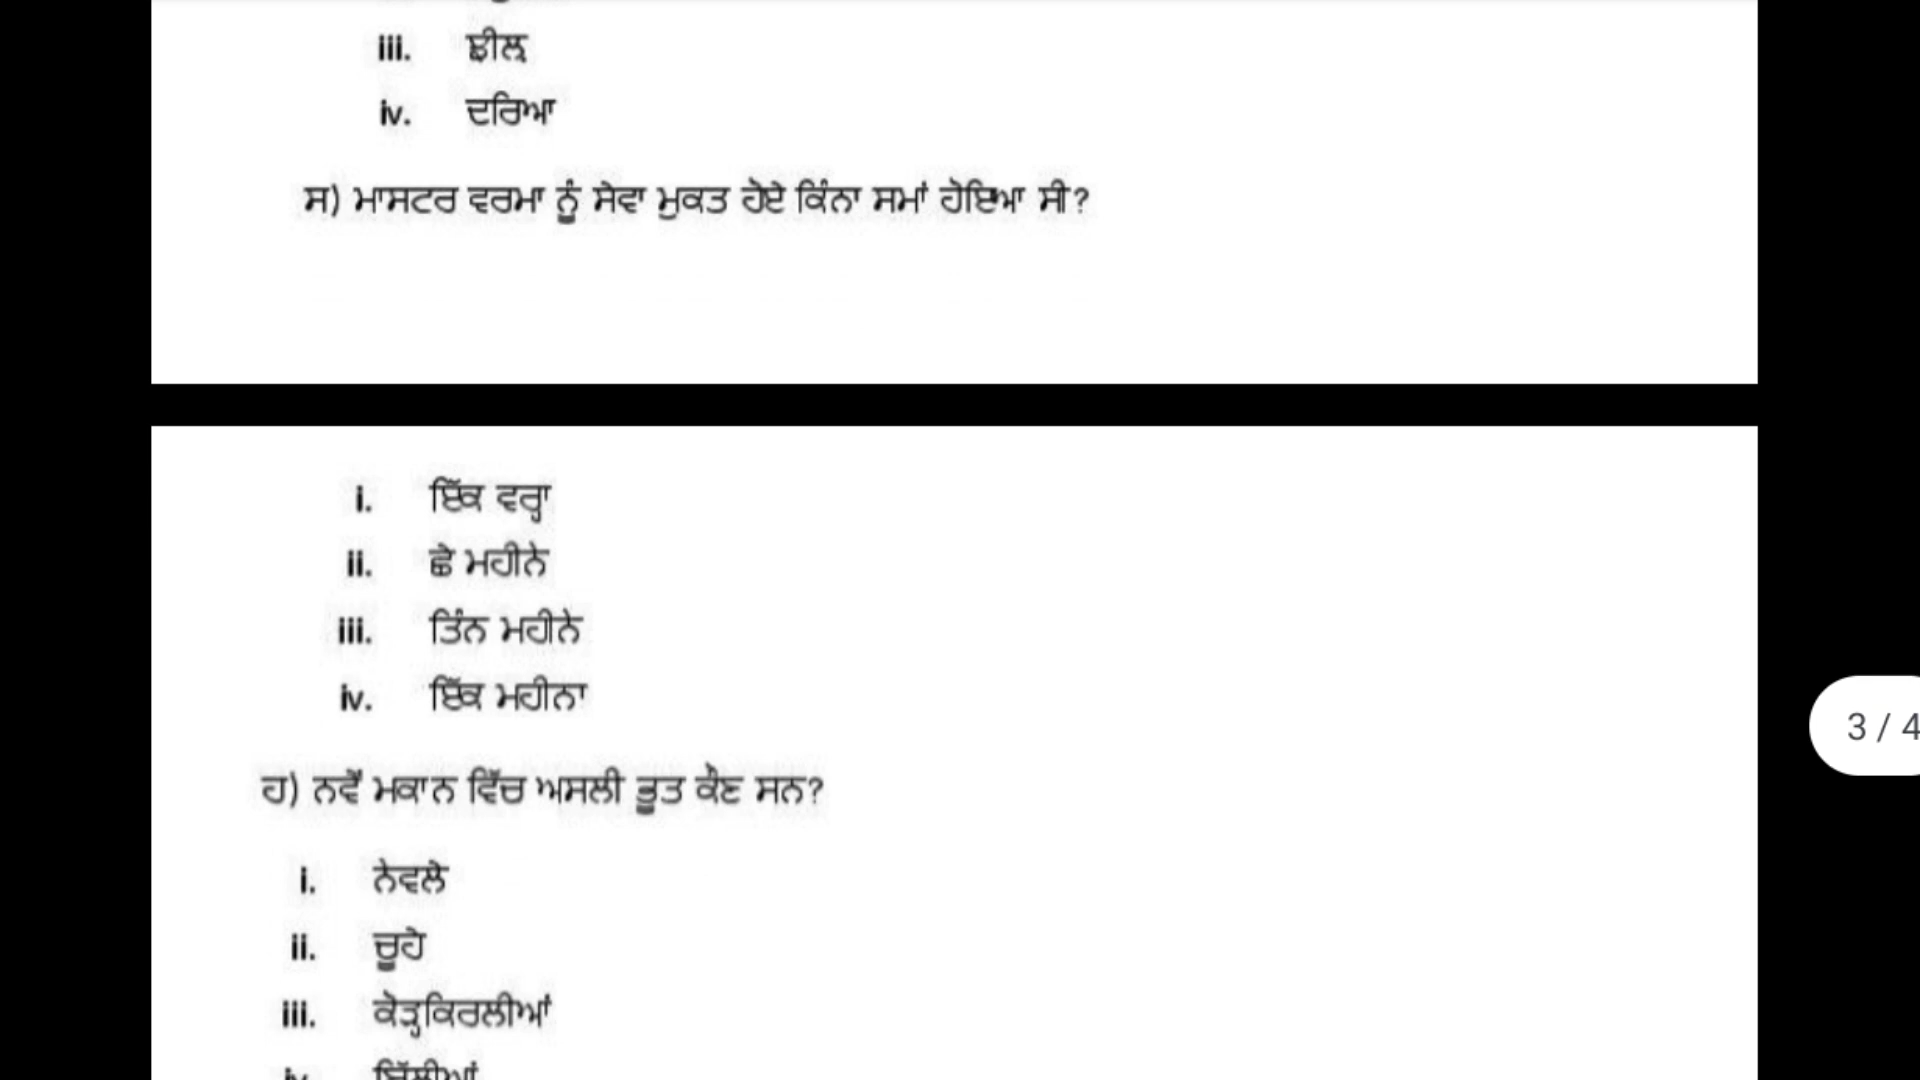 iii. ਝੀਲ੍ਹ
iv. ਦਰਿਆ
ਸ) ਮਾਸਟਰ ਵਰਮਾ ਨੂੰ ਸੇਵਾ ਮੁਕਤ ਹੋਏ ਕਿੰਨਾ ਸਮਾਂ ਹੋਇਆ ਸੀ?
i. ਇੱਕ ਵਰ੍ਹਾ
ii. ਛੇ ਮਹੀਨੇ
iii. ਤਿੰਨ ਮਹੀਨੇ
iv. ਇੱਕ ਮਹੀਨਾ
3 / 4
ਹ) ਨਵੇਂ ਮਕਾਨ ਵਿੱਚ ਅਸਲੀ ਭੂਤ ਕੌਣ ਸਨ?
i. ਨੇਵਲੇ
ii. ਚੂਹੇ
iii. ਕੋੜ੍ਹਕਿਰਲੀਆਂ
iv. ਬਿੱਲੀਆਂ